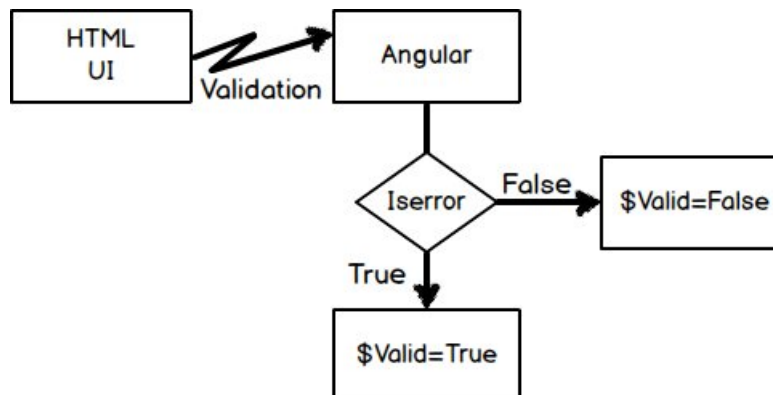 HTML
UI
Validation
Angular
Iserror
False
$Valid=False
True
$Valid=True